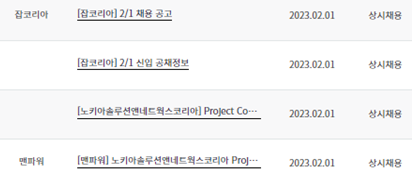 잡코리아 [잡코리아] 2/1 채용 공고 2023.02.01 상시채용
[잡코리아] 2/1 신입 공채정보 2023.02.01 상시채용
[노키아솔루션앤네트웍스코리아] Project Co··· 2023.02.01 상시채용
맨파워 [맨파워] 노키아솔루션앤네트웍스코리아 Proj··· 2023.02.01 상시채용